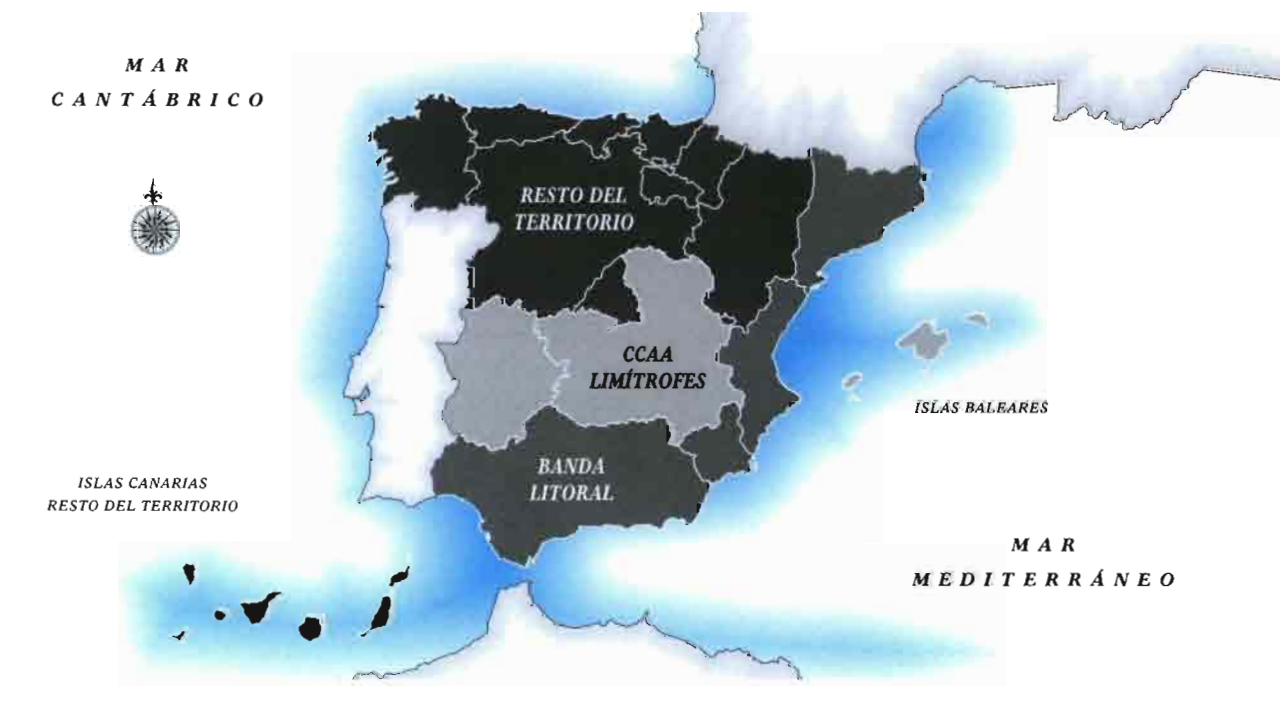 MAR
CANTÁBRICO
RESTO DEL
TERRITORIO
CCAA
LIMÍTROFES
ISLAS BALEARES
BANDA
LITORAL
ISLAS CANARIAS
RESTO DEL TERRITORIO
MAR
MEDITERRÁNEO